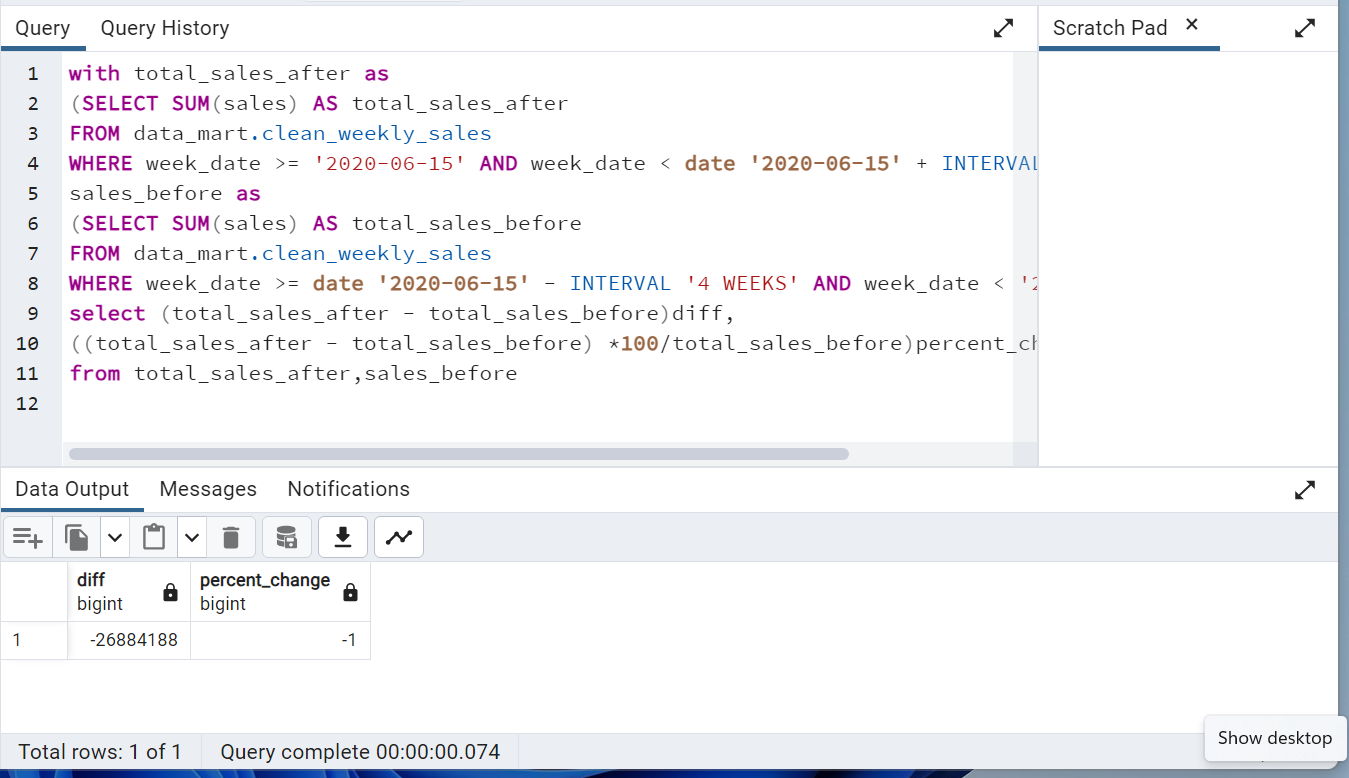 Query Query History Scratch Pad ×
1 with total_sales_after as
2 (SELECT SUM(sales) AS total_sales_after
3 FROM data_mart.clean_weekly_sales
4 WHERE week_date >= '2020-06-15' AND week_date < date '2020-06-15' + INTERVAL
5 sales_before as
6 (SELECT SUM(sales) AS total_sales_before
7 FROM data_mart.clean_weekly_sales
8 WHERE week_date >= date '2020-06-15' - INTERVAL '4 WEEKS' AND week_date < '2
9 select (total_sales_after - total_sales_before)diff,
10 ((total_sales_after - total_sales_before) *100/total_sales_before)percent_ch
11 from total_sales_after,sales_before
12
Data Output Messages Notifications
diff percent_change
bigint bigint
1 -26884188 -1
Show desktop
Total rows: 1 of 1 Query complete 00:00:00.074